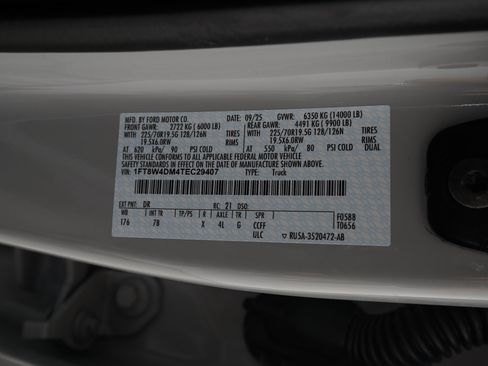 MFD. BY FORD MOTOR CO.
09/25 GVWR: 6350 KG (14000 LB)
FRONT GAWR: 2722 KG ( 6000 LB)
REAR GAWR: 4491 KG ( 9900 LB)
WITH WITH
225/70R19.5G 128/126N TIRES 225/70R19.5G 128/126N TIRES
19.5X6.0RW RIMS 19.5X6.0RW RIMS
AT 620 kPa/ 90 PSI COLD AT 550 kPa/ 80 PSI COLD DUAL
THIS VEHICLE CONFORMS TO ALL APPLICABLE FEDERAL MOTOR VEHICLE
SAFETY STANDARDS IN EFFECT ON THE DATE OF MANUFACTURE SHOWN ABOVE.
VIN: 1FT8W4DM4TEC29407 TYPE: Truck
EXT PNT: DR RC: 21 DSO:
WB INT TR TP/PS R AXLE TR SPR F0588
176 7B X 4L G CCFF T0656
ULC ▽ RU5A-3520472-AB